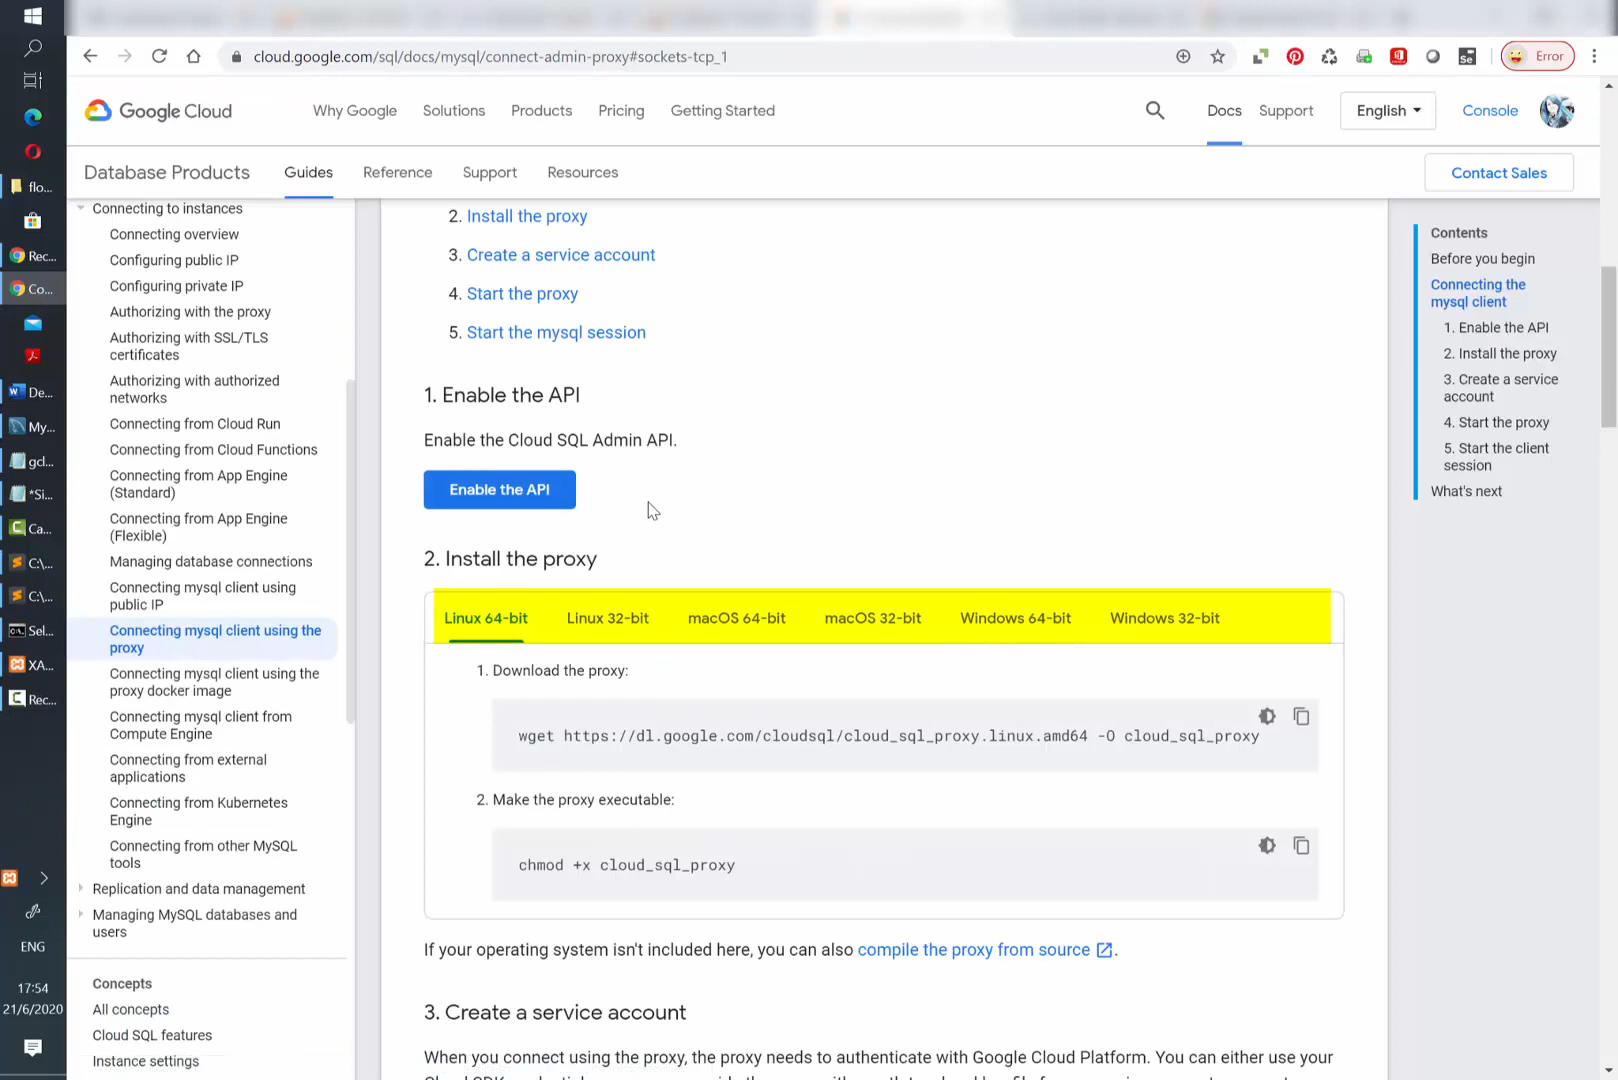 cloud.google.com/sql/docs/mysql/connect-admin-proxy#sockets-tcp_1
Se
Error
Google Cloud
Why Google
Solutions
Products
Pricing
Getting Started
Docs
Support
English
Console
Database Products
Guides
Reference
Support
Resources
Contact Sales
flo...
Rec...
Co...
De...
My...
gcl...
*Si...
Ca...
C:\...
C:\...
Sel...
XA...
Rec...
ENG
17:54
21/6/2020
Connecting to instances
Connecting overview
Configuring public IP
Configuring private IP
Authorizing with the proxy
Authorizing with SSL/TLS
certificates
Authorizing with authorized
networks
Connecting from Cloud Run
Connecting from Cloud Functions
Connecting from App Engine
(Standard)
Connecting from App Engine
(Flexible)
Managing database connections
Connecting mysql client using
public IP
Connecting mysql client using the
proxy
Connecting mysql client using the
proxy docker image
Connecting mysql client from
Compute Engine
Connecting from external
applications
Connecting from Kubernetes
Engine
Connecting from other MySQL
tools
Replication and data management
Managing MySQL databases and
users
Concepts
All concepts
Cloud SQL features
Instance settings
2. Install the proxy
3. Create a service account
4. Start the proxy
5. Start the mysql session
1. Enable the API
Enable the Cloud SQL Admin API.
Enable the API
2. Install the proxy
Linux 64-bit
Linux 32-bit
macOS 64-bit
macOS 32-bit
Windows 64-bit
Windows 32-bit
1. Download the proxy:
wget https://dl.google.com/cloudsql/cloud_sql_proxy.linux.amd64 -O cloud_sql_proxy
2. Make the proxy executable:
chmod +x cloud_sql_proxy
If your operating system isn't included here, you can also compile the proxy from source.
3. Create a service account
When you connect using the proxy, the proxy needs to authenticate with Google Cloud Platform. You can either use your
Contents
Before you begin
Connecting the
mysql client
1. Enable the API
2. Install the proxy
3. Create a service
account
4. Start the proxy
5. Start the client
session
What's next